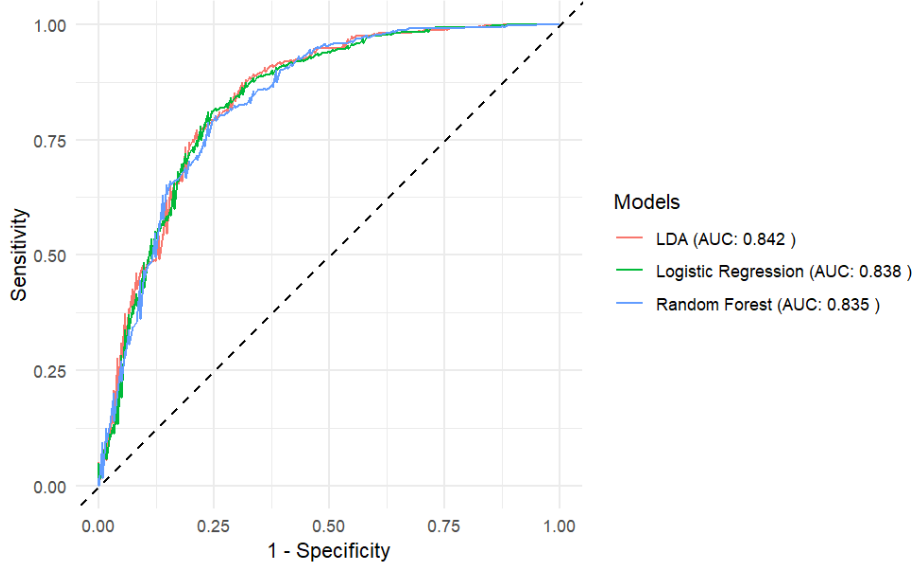 1.00
0.75
0.50
0.25
0.00
Sensitivity
0.00 0.25 0.50 0.75 1.00
1 - Specificity
Models
LDA (AUC: 0.842 )
Logistic Regression (AUC: 0.838 )
Random Forest (AUC: 0.835 )